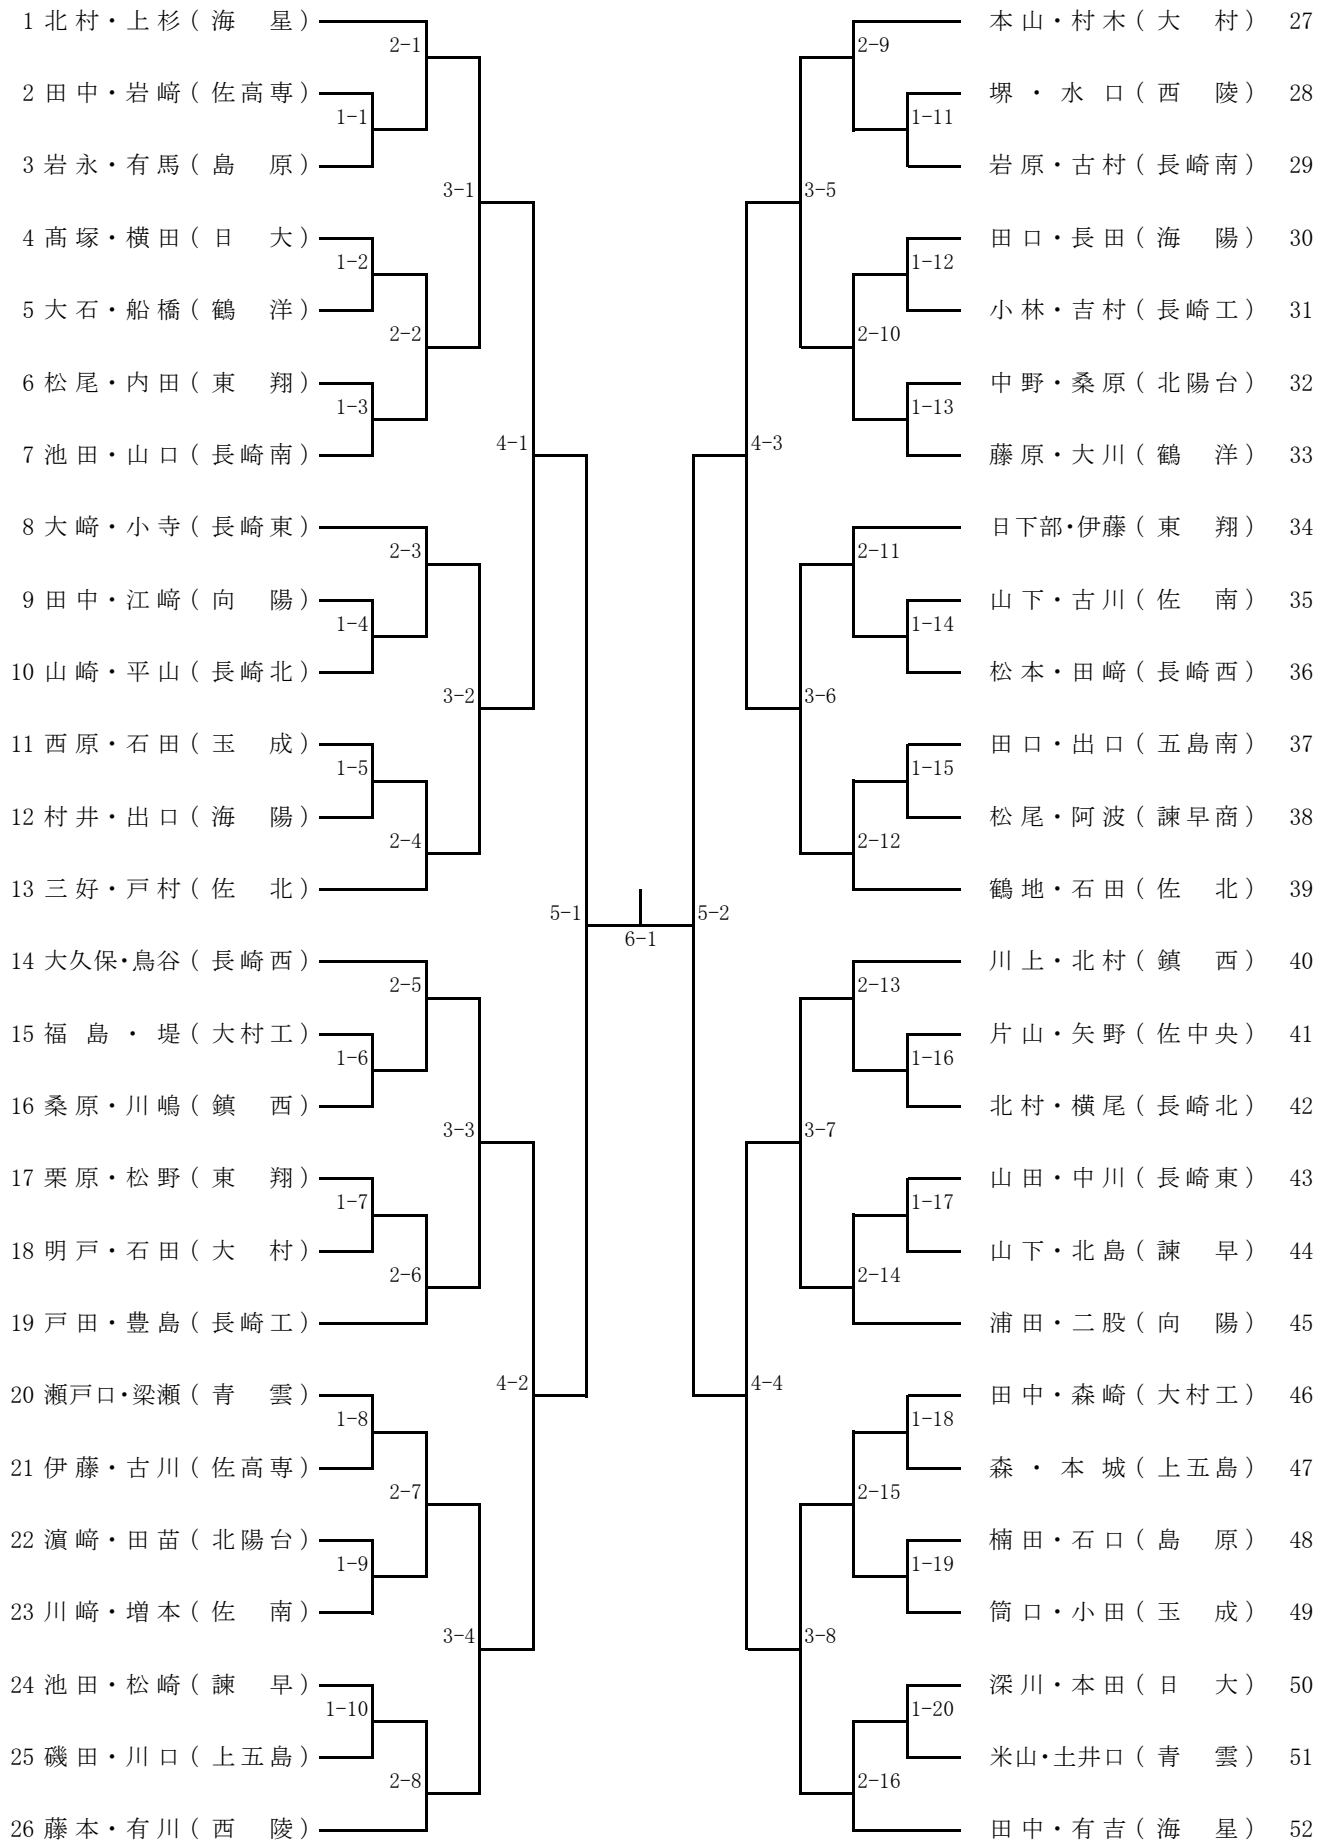 1 北村・上杉(海　星)
2-1
2 田中・岩﨑(佐高専)
1-1
3 岩永・有馬(島　原)
3-1
4 髙塚・横田(日　大)
1-2
5 大石・船橋(鶴　洋)
2-2
6 松尾・内田(東　翔)
1-3
7 池田・山口(長崎南)
4-1
8 大﨑・小寺(長崎東)
2-3
9 田中・江﨑(向　陽)
1-4
10 山崎・平山(長崎北)
3-2
11 西原・石田(玉　成)
1-5
12 村井・出口(海　陽)
2-4
13 三好・戸村(佐　北)
5-1
14 大久保・鳥谷(長崎西)
2-5
15 福島・堤(大村工)
1-6
16 桑原・川嶋(鎮　西)
3-3
17 栗原・松野(東　翔)
1-7
18 明戸・石田(大　村)
2-6
19 戸田・豊島(長崎工)
4-2
20 瀬戸口・梁瀬(青　雲)
1-8
21 伊藤・古川(佐高専)
2-7
22 濵﨑・田苗(北陽台)
1-9
23 川﨑・増本(佐　南)
3-4
24 池田・松崎(諫　早)
1-10
25 磯田・川口(上五島)
2-8
26 藤本・有川(西　陵)
6-1
本山・村木(大　村) 27
2-9
堺・水口(西　陵) 28
1-11
岩原・古村(長崎南) 29
3-5
田口・長田(海　陽) 30
1-12
小林・吉村(長崎工) 31
2-10
中野・桑原(北陽台) 32
1-13
藤原・大川(鶴　洋) 33
4-3
日下部・伊藤(東　翔) 34
2-11
山下・古川(佐　南) 35
1-14
松本・田﨑(長崎西) 36
3-6
田口・出口(五島南) 37
1-15
松尾・阿波(諫早商) 38
2-12
鶴地・石田(佐　北) 39
5-2
川上・北村(鎮　西) 40
2-13
片山・矢野(佐中央) 41
1-16
北村・横尾(長崎北) 42
3-7
山田・中川(長崎東) 43
1-17
山下・北島(諫　早) 44
2-14
浦田・二股(向　陽) 45
4-4
田中・森崎(大村工) 46
1-18
森・本城(上五島) 47
2-15
楠田・石口(島　原) 48
1-19
筒口・小田(玉　成) 49
3-8
深川・本田(日　大) 50
1-20
米山・土井口(青　雲) 51
2-16
田中・有吉(海　星) 52